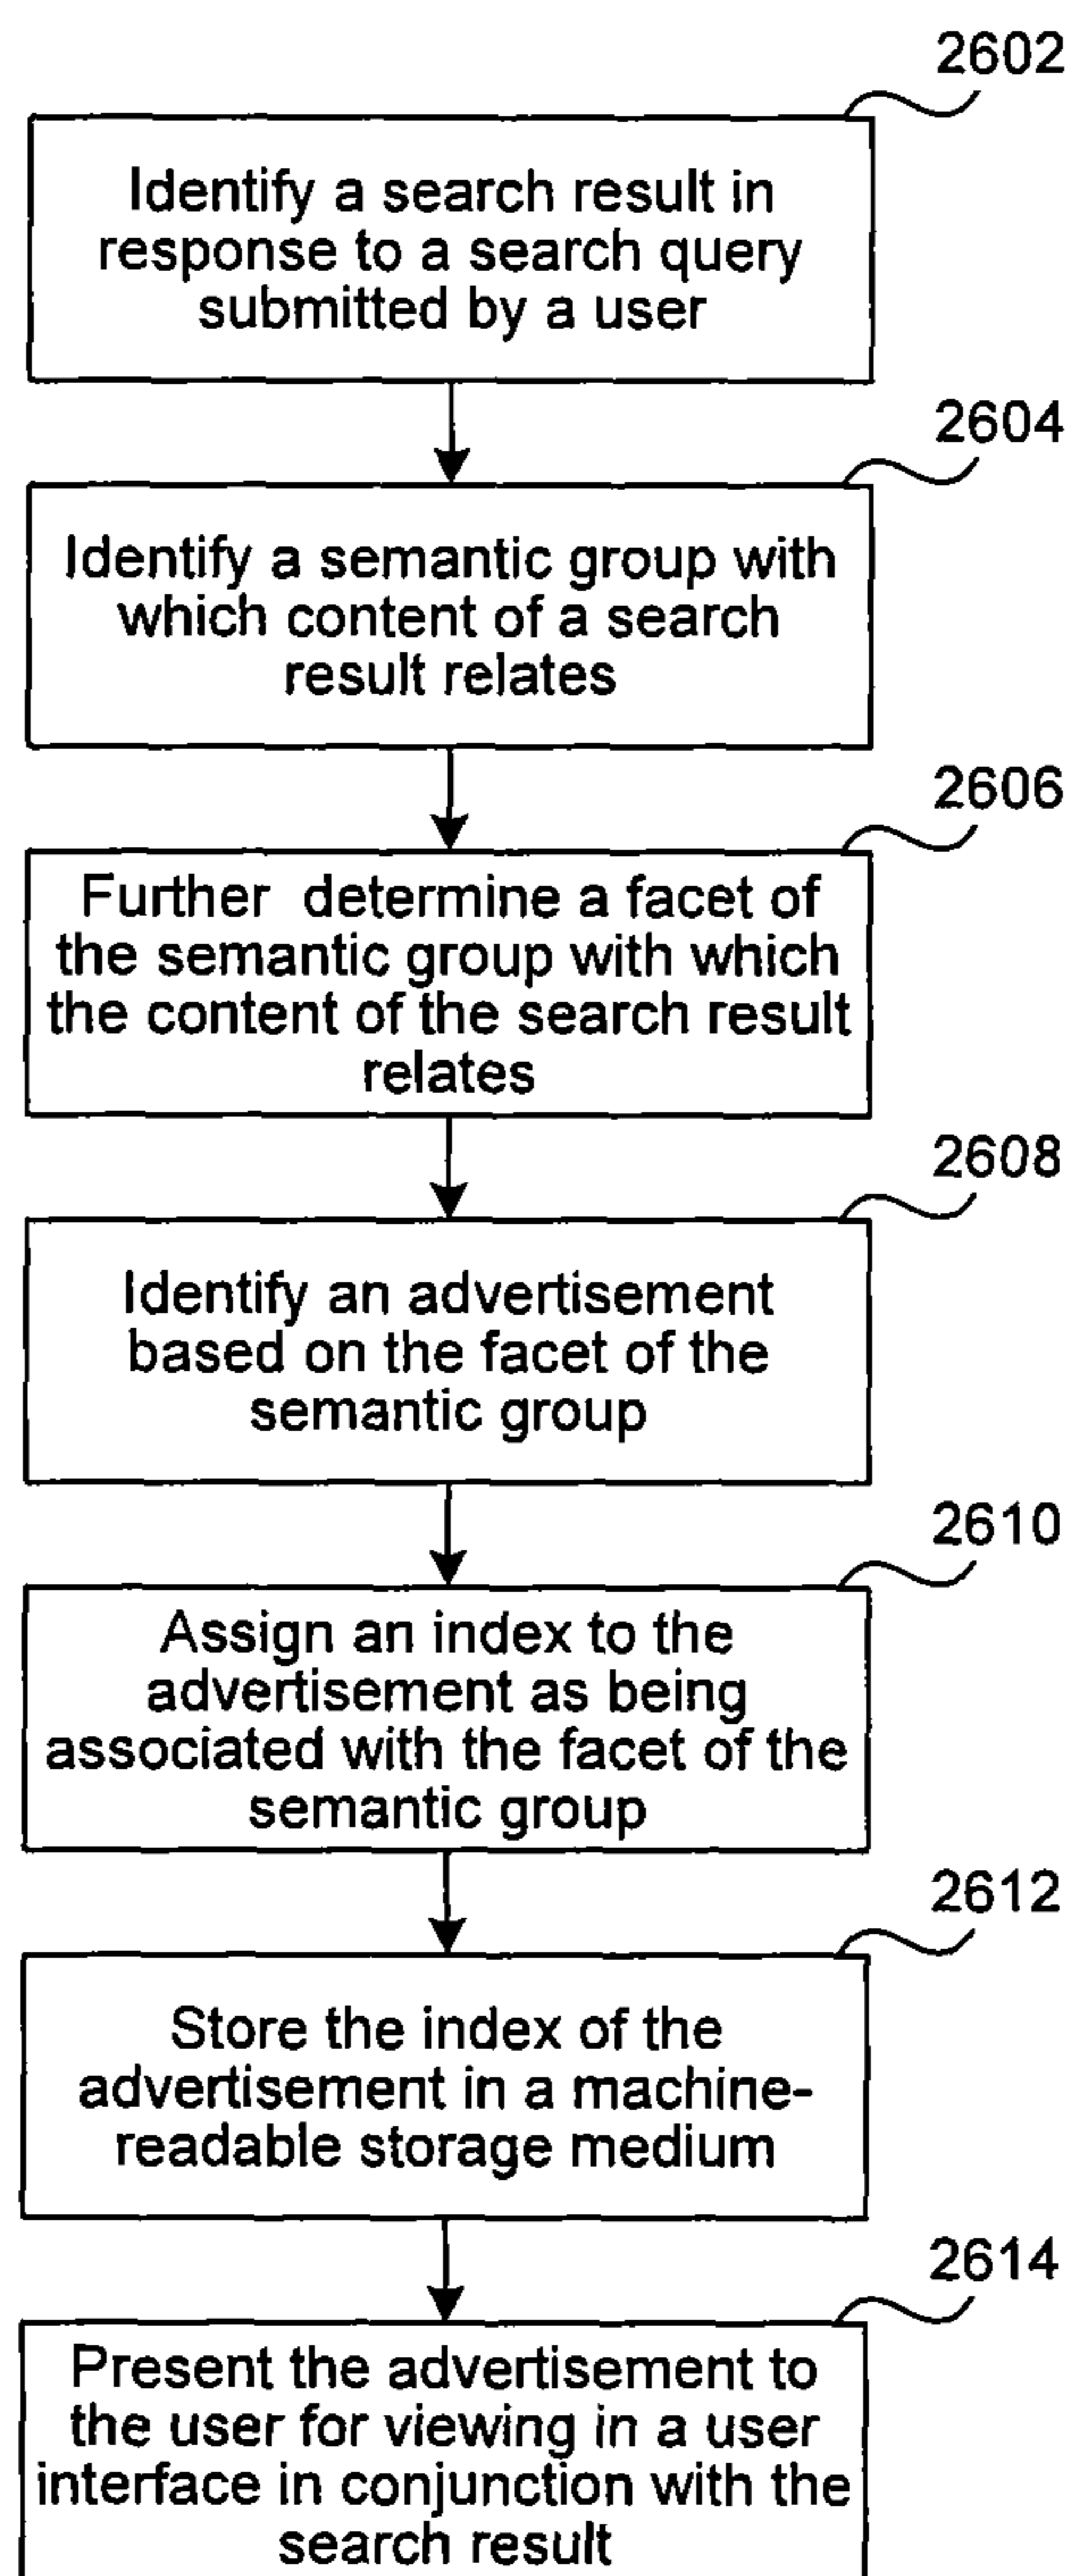 2602
Identify a search result in
response to a search query
submitted by a user
2604
Identify a semantic group with
which content of a search
result relates
2606
Further determine a facet of
the semantic group with which
the content of the search result
relates
2608
Identify an advertisement
based on the facet of the
semantic group
2610
Assign an index to the
advertisement as being
associated with the facet of the
semantic group
2612
Store the index of the
advertisement in a machine-
readable storage medium
2614
Present the advertisement to
the user for viewing in a user
interface in conjunction with the
search result